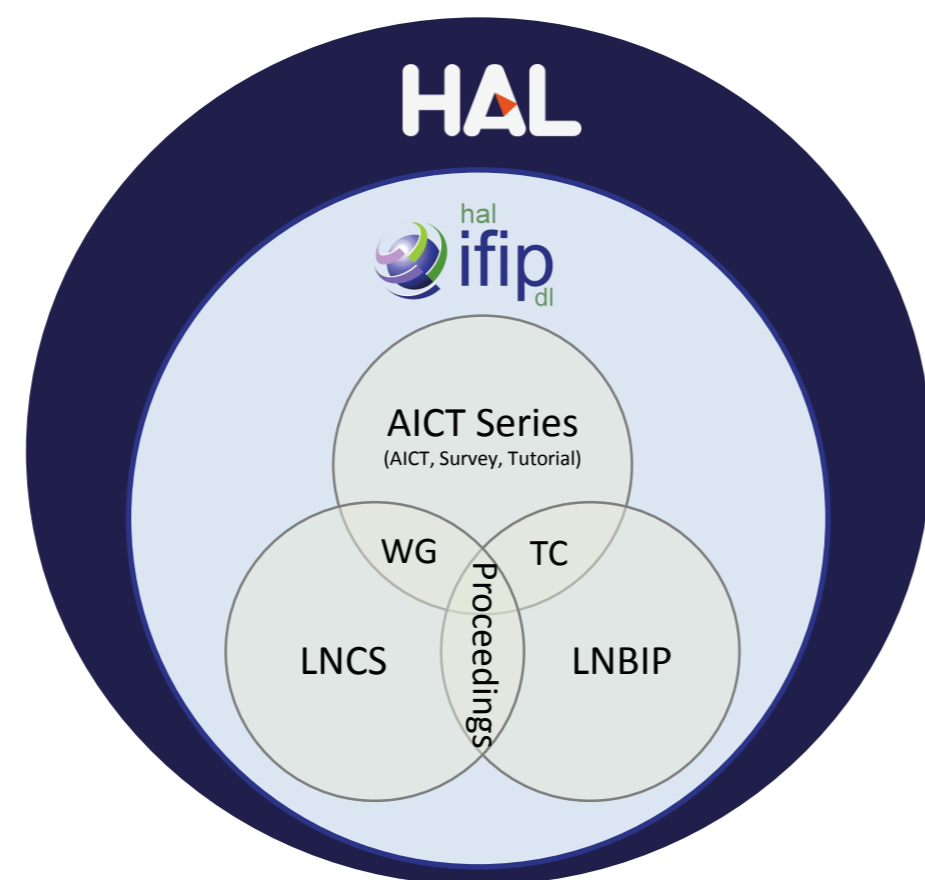 HAL
hal
ifip
dl
AICT Series
(AICT, Survey, Tutorial)
WG
TC
Proceedings
LNCS
LNBIP